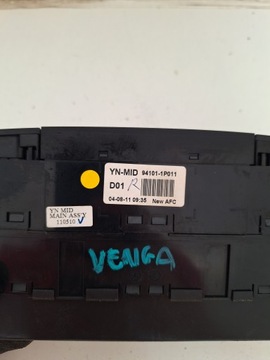 YN-MID 94101-1P011
D01 R
04-08-11 09:35 New AFC
YN MID
MAIN ASS'Y
110510
VENGA